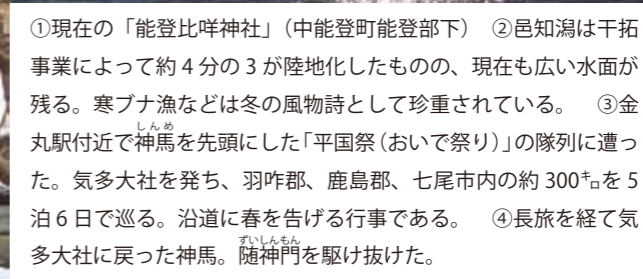 ①現在の「能登比咩神社」（中能登町能登部下）　②邑知潟は干拓
事業によって約4分の3が陸地化したものの、現在も広い水面が
残る。寒ブナ漁などは冬の風物詩として珍重されている。　③金
しんめ
丸駅付近で神馬を先頭にした「平国祭（おいで祭り）」の隊列に遭っ
た。気多大社を発ち、羽咋郡、鹿島郡、七尾市内の約300㌔を5
泊6日で巡る。沿道に春を告げる行事である。　④長旅を経て気
ずいしんもん
多大社に戻った神馬。随神門を駆け抜けた。